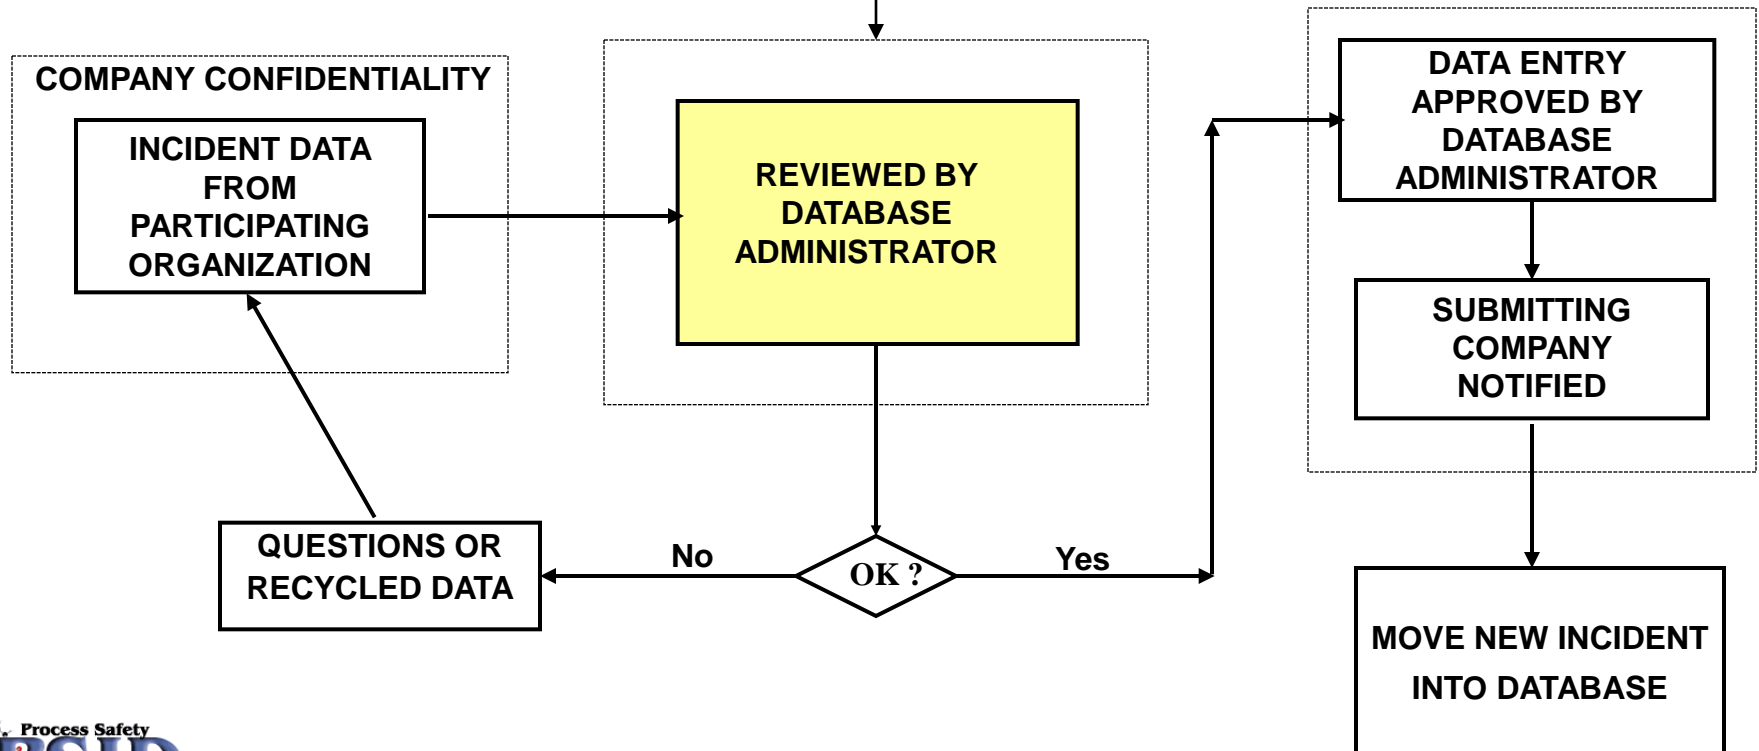 COMPANY CONFIDENTIALITY
INCIDENT DATA
FROM
PARTICIPATING
ORGANIZATION
REVIEWED BY
DATABASE
ADMINISTRATOR
DATA ENTRY
APPROVED BY
DATABASE
ADMINISTRATOR
SUBMITTING
COMPANY
NOTIFIED
QUESTIONS OR
RECYCLED DATA
No
OK ?
Yes
MOVE NEW INCIDENT
INTO DATABASE
Process Safety